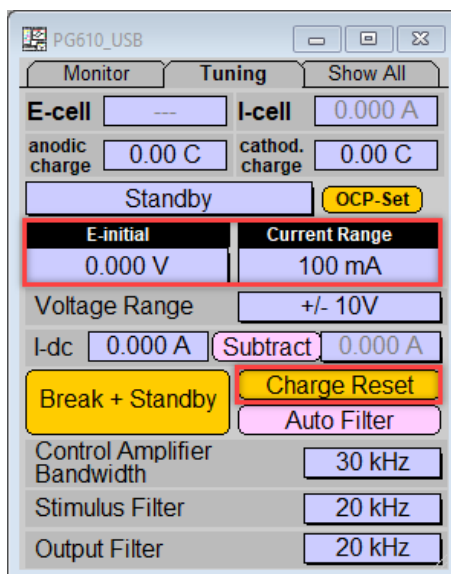 PG610_USB
Monitor Tuning Show All
E-cell --- I-cell 0.000 A
anodic charge 0.00 C cathod. charge 0.00 C
Standby OCP-Set
E-initial Current Range
0.000 V 100 mA
Voltage Range +/- 10V
I-dc 0.000 A Subtract 0.000 A
Break + Standby Charge Reset
Auto Filter
Control Amplifier
Bandwidth 30 kHz
Stimulus Filter 20 kHz
Output Filter 20 kHz